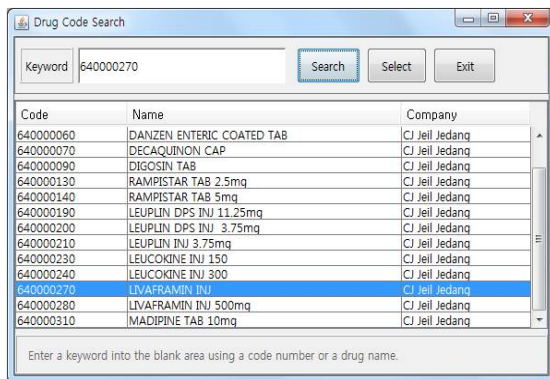 Drug Code Search
Keyword 640000270 Search Select Exit
Code Name Company
640000060 DANZEN ENTERIC COATED TAB CJ Jeil Jedang
640000070 DECAQUINON CAP CJ Jeil Jedang
640000090 DIGOSIN TAB CJ Jeil Jedang
640000130 RAMPISTAR TAB 2.5mg CJ Jeil Jedang
640000140 RAMPISTAR TAB 5mg CJ Jeil Jedang
640000190 LEUPLIN DPS INJ 11.25mg CJ Jeil Jedang
640000200 LEUPLIN DPS INJ 3.75mg CJ Jeil Jedang
640000210 LEUPLIN INJ 3.75mg CJ Jeil Jedang
640000230 LEUCOKINE INJ 150 CJ Jeil Jedang
640000240 LEUCOKINE INJ 300 CJ Jeil Jedang
640000270 LIVAFRAMIN INJ CJ Jeil Jedang
640000280 LIVAFRAMIN INJ 500mg CJ Jeil Jedang
640000310 MADIPINE TAB 10mg CJ Jeil Jedang
Enter a keyword into the blank area using a code number or a drug name.